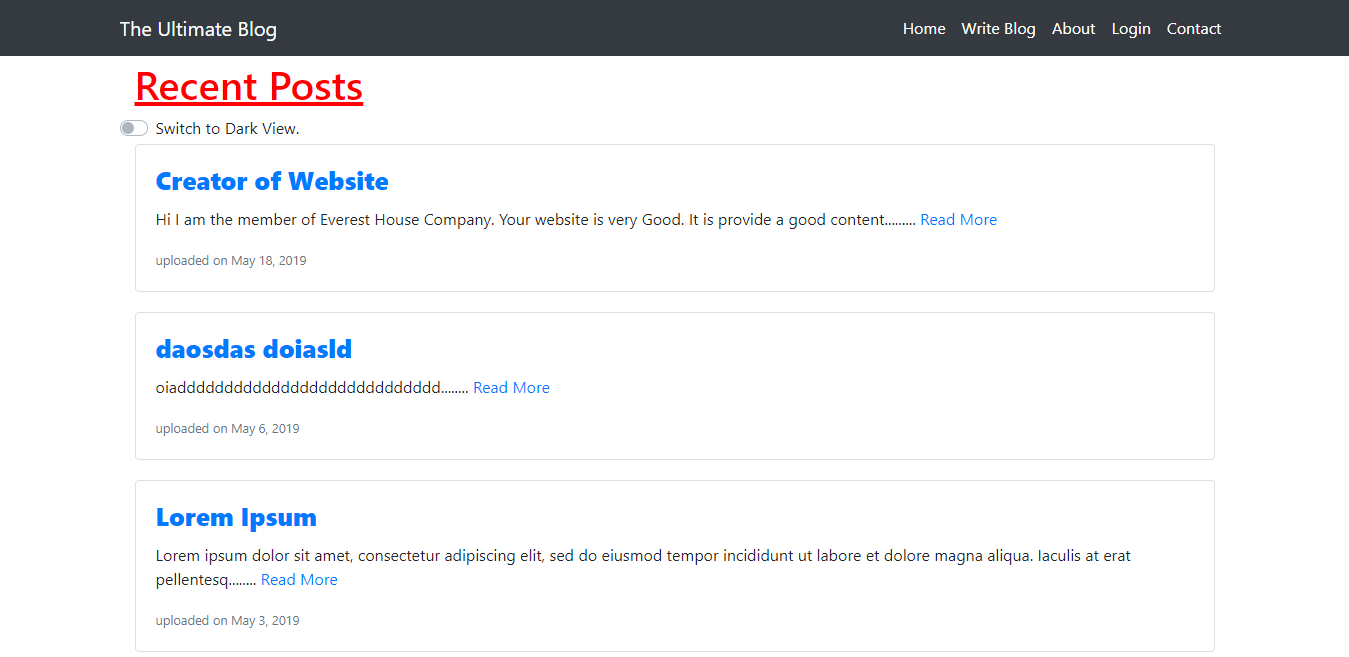 The Ultimate Blog Home Write Blog About Login Contact
Recent Posts
Switch to Dark View.
Creator of Website
Hi I am the member of Everest House Company. Your website is very Good. It is provide a good content......... Read More
uploaded on May 18, 2019
daosdas doiasld
oiadddddddddddddddddddddddddddd........ Read More
uploaded on May 6, 2019
Lorem Ipsum
Lorem ipsum dolor sit amet, consectetur adipiscing elit, sed do eiusmod tempor incididunt ut labore et dolore magna aliqua. Iaculis at erat
pellentesq........ Read More
uploaded on May 3, 2019